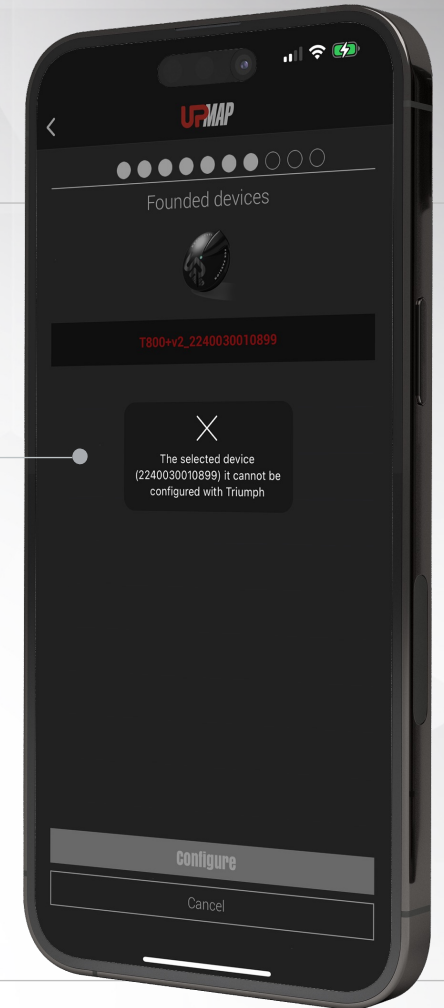 UPMAP
Founded devices
T800+v2_2240030010899
The selected device
(2240030010899) it cannot be
configured with Triumph
Configure
Cancel